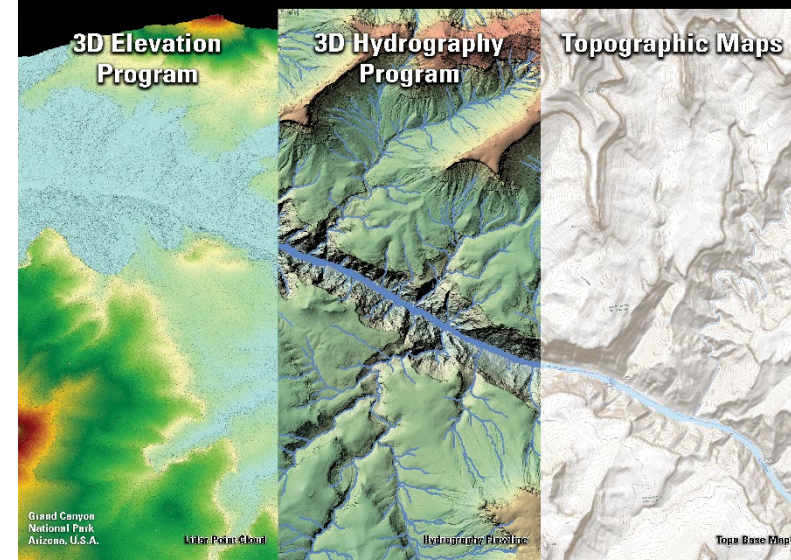 3D Elevation
Program
3D Hydrography
Program
Topographic Maps
Grand Canyon
National Park
Arizona, U.S.A.
Lidar Point Cloud
Hydrography Flowline
Topo Base Map